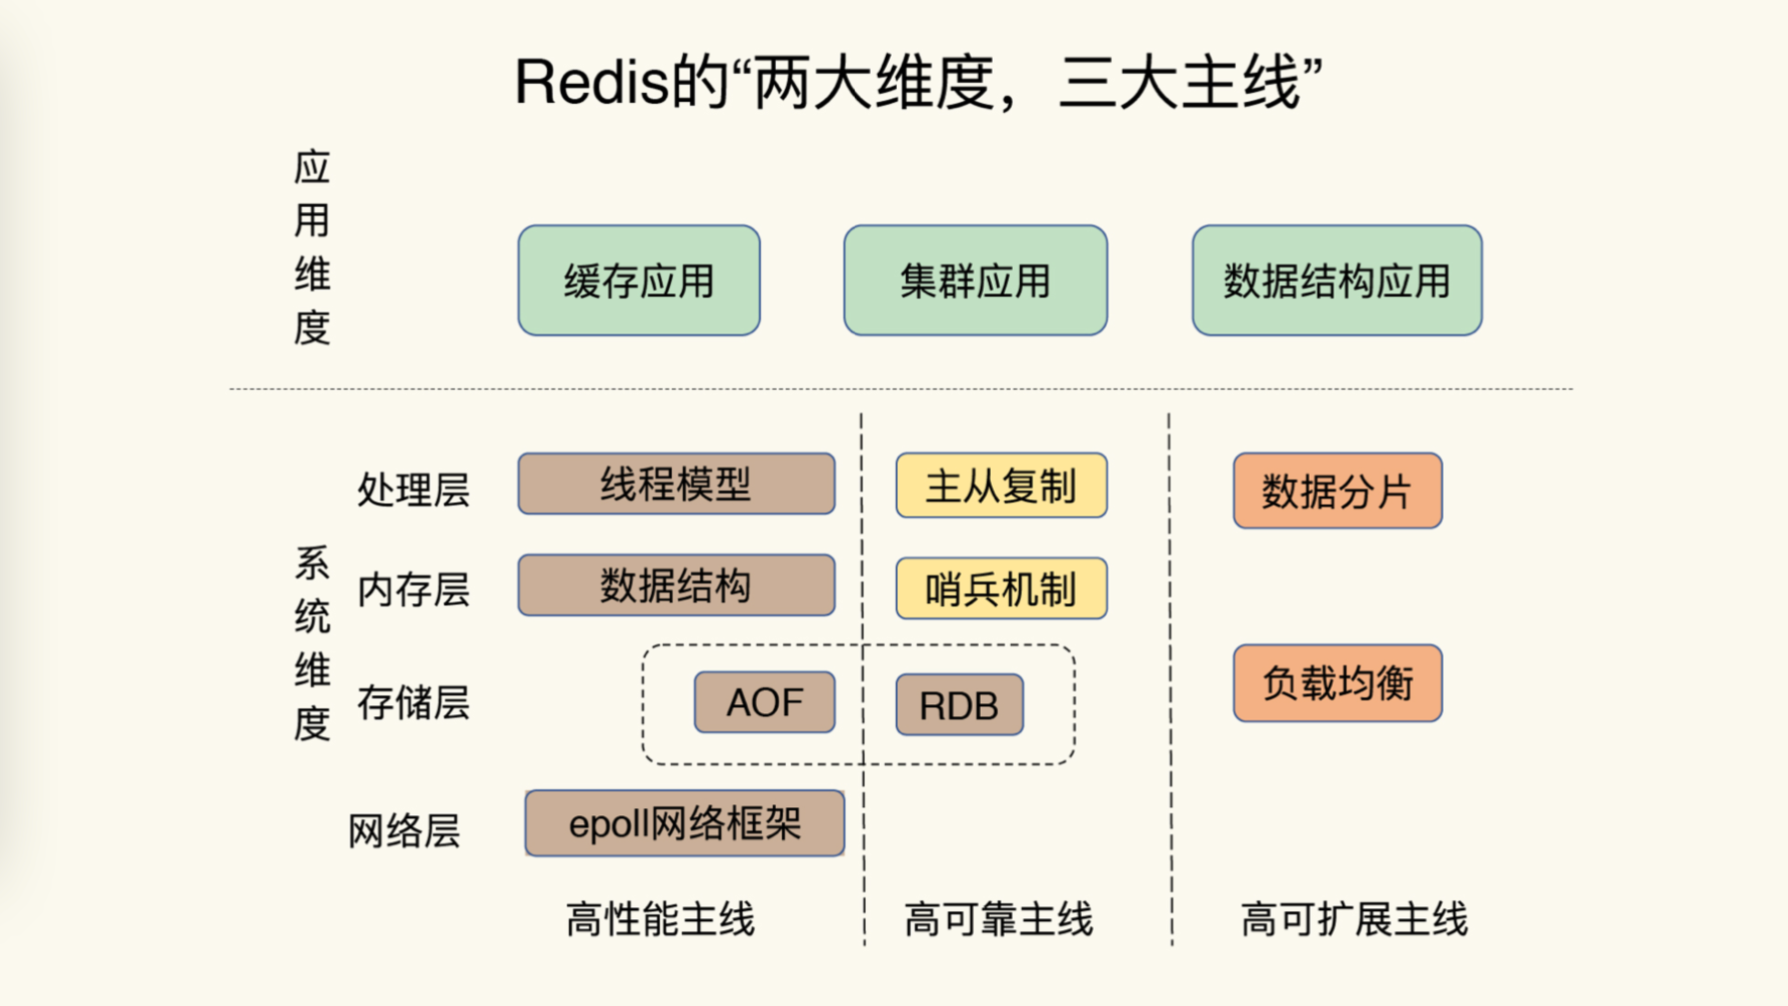 Redis的“两大维度，三大主线”
应用维度
缓存应用
集群应用
数据结构应用
系统维度
处理层
线程模型
主从复制
数据分片
内存层
数据结构
哨兵机制
存储层
AOF
RDB
负载均衡
网络层
epoll网络框架
高性能主线
高可靠主线
高可扩展主线